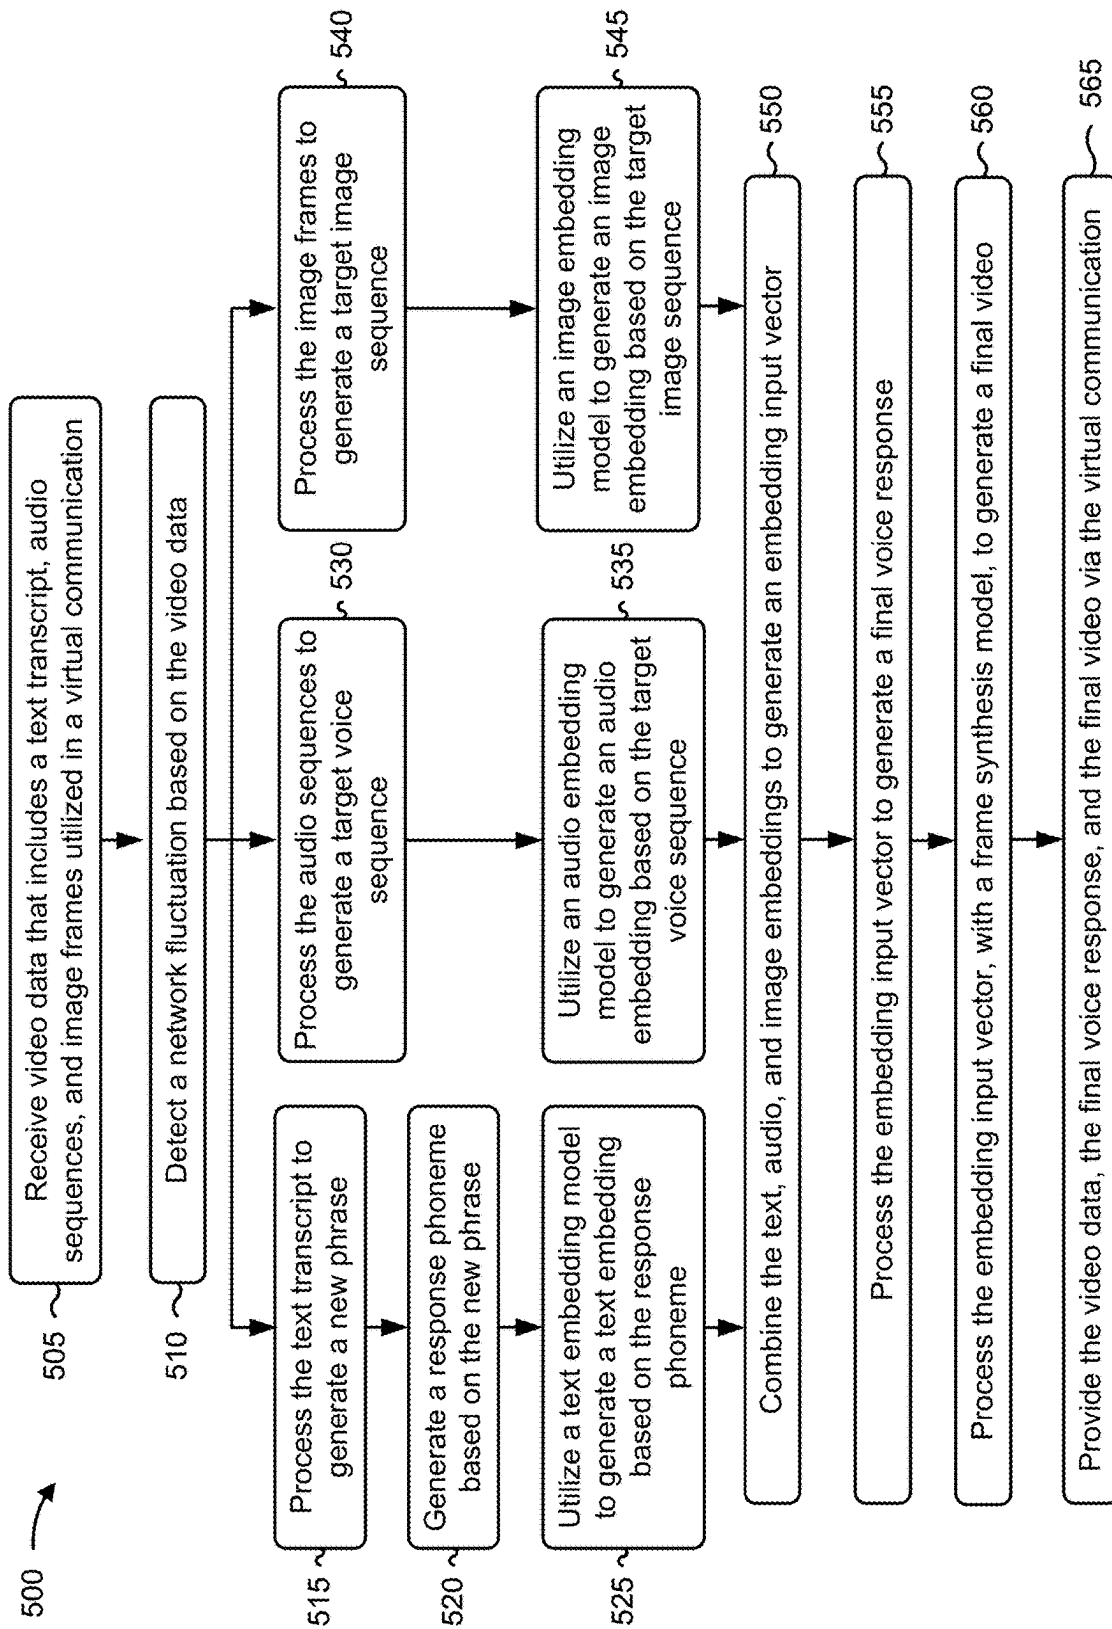 500
505
Receive video data that includes a text transcript, audio
sequences, and image frames utilized in a virtual communication
510
Detect a network fluctuation based on the video data
515
Process the text transcript to
generate a new phrase
520
Generate a response phoneme
based on the new phrase
525
Utilize a text embedding model
to generate a text embedding
based on the response
phoneme
530
Process the audio sequences to
generate a target voice
sequence
535
Utilize an audio embedding
model to generate an audio
embedding based on the target
voice sequence
540
Process the image frames to
generate a target image
sequence
545
Utilize an image embedding
model to generate an image
embedding based on the target
image sequence
550
Combine the text, audio, and image embeddings to generate an embedding input vector
555
Process the embedding input vector to generate a final voice response
560
Process the embedding input vector, with a frame synthesis model, to generate a final video
565
Provide the video data, the final voice response, and the final video via the virtual communication